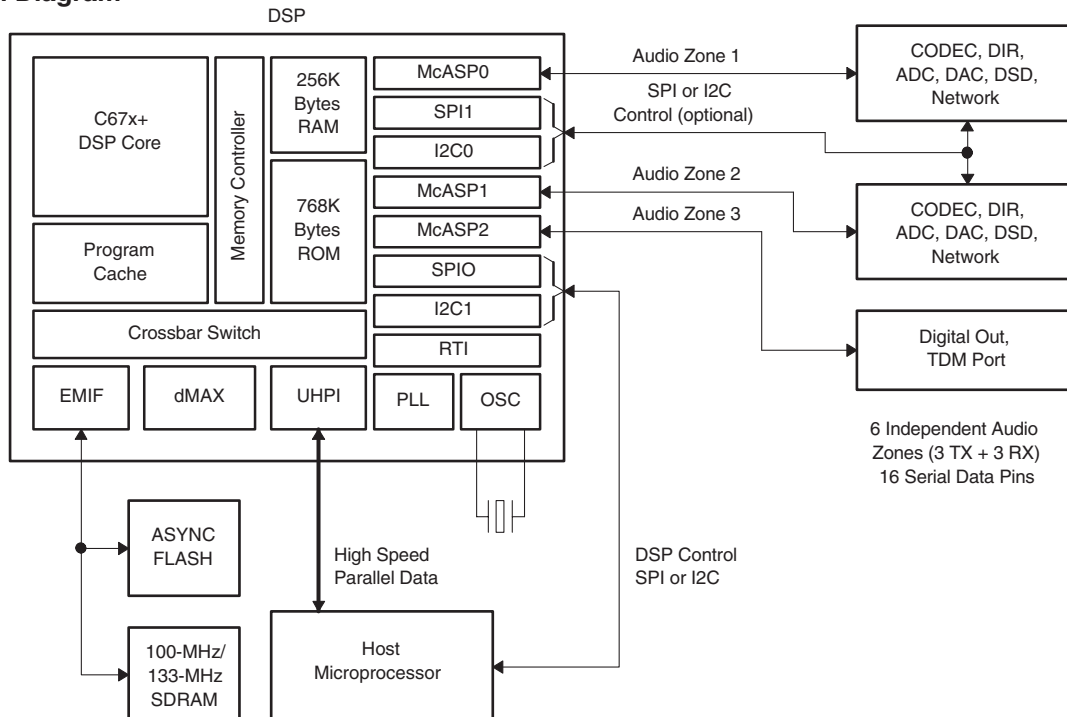 Diagram
DSP
C67x+
DSP Core
Program
Cache
Memory Controller
256K
Bytes
RAM
768K
Bytes
ROM
McASP0
SPI1
I2C0
McASP1
McASP2
SPIO
I2C1
RTI
Crossbar Switch
EMIF
dMAX
UHPI
PLL
OSC
Audio Zone 1
SPI or I2C
Control (optional)
Audio Zone 2
Audio Zone 3
CODEC, DIR,
ADC, DAC, DSD,
Network
CODEC, DIR,
ADC, DAC, DSD,
Network
Digital Out,
TDM Port
6 Independent Audio
Zones (3 TX + 3 RX)
16 Serial Data Pins
ASYNC
FLASH
High Speed
Parallel Data
DSP Control
SPI or I2C
100-MHz/
133-MHz
SDRAM
Host
Microprocessor